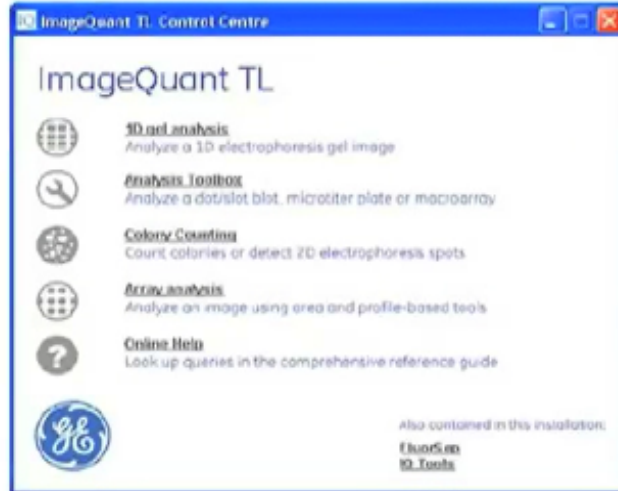 ImageQuant TL Control Centre
ImageQuant TL
1D gel analysis
Analyze a 1D electrophoresis gel image
Analysis Toolbox
Analyze a dot/slot blot, microtiter plate or macroarray
Colony Counting
Count colonies or detect 2D electrophoresis spots
Array analysis
Analyze an image using area and profile-based tools
Online Help
Look up queries in the comprehensive reference guide
GE
Also contained in this installation:
FluorSep
IQ Tools